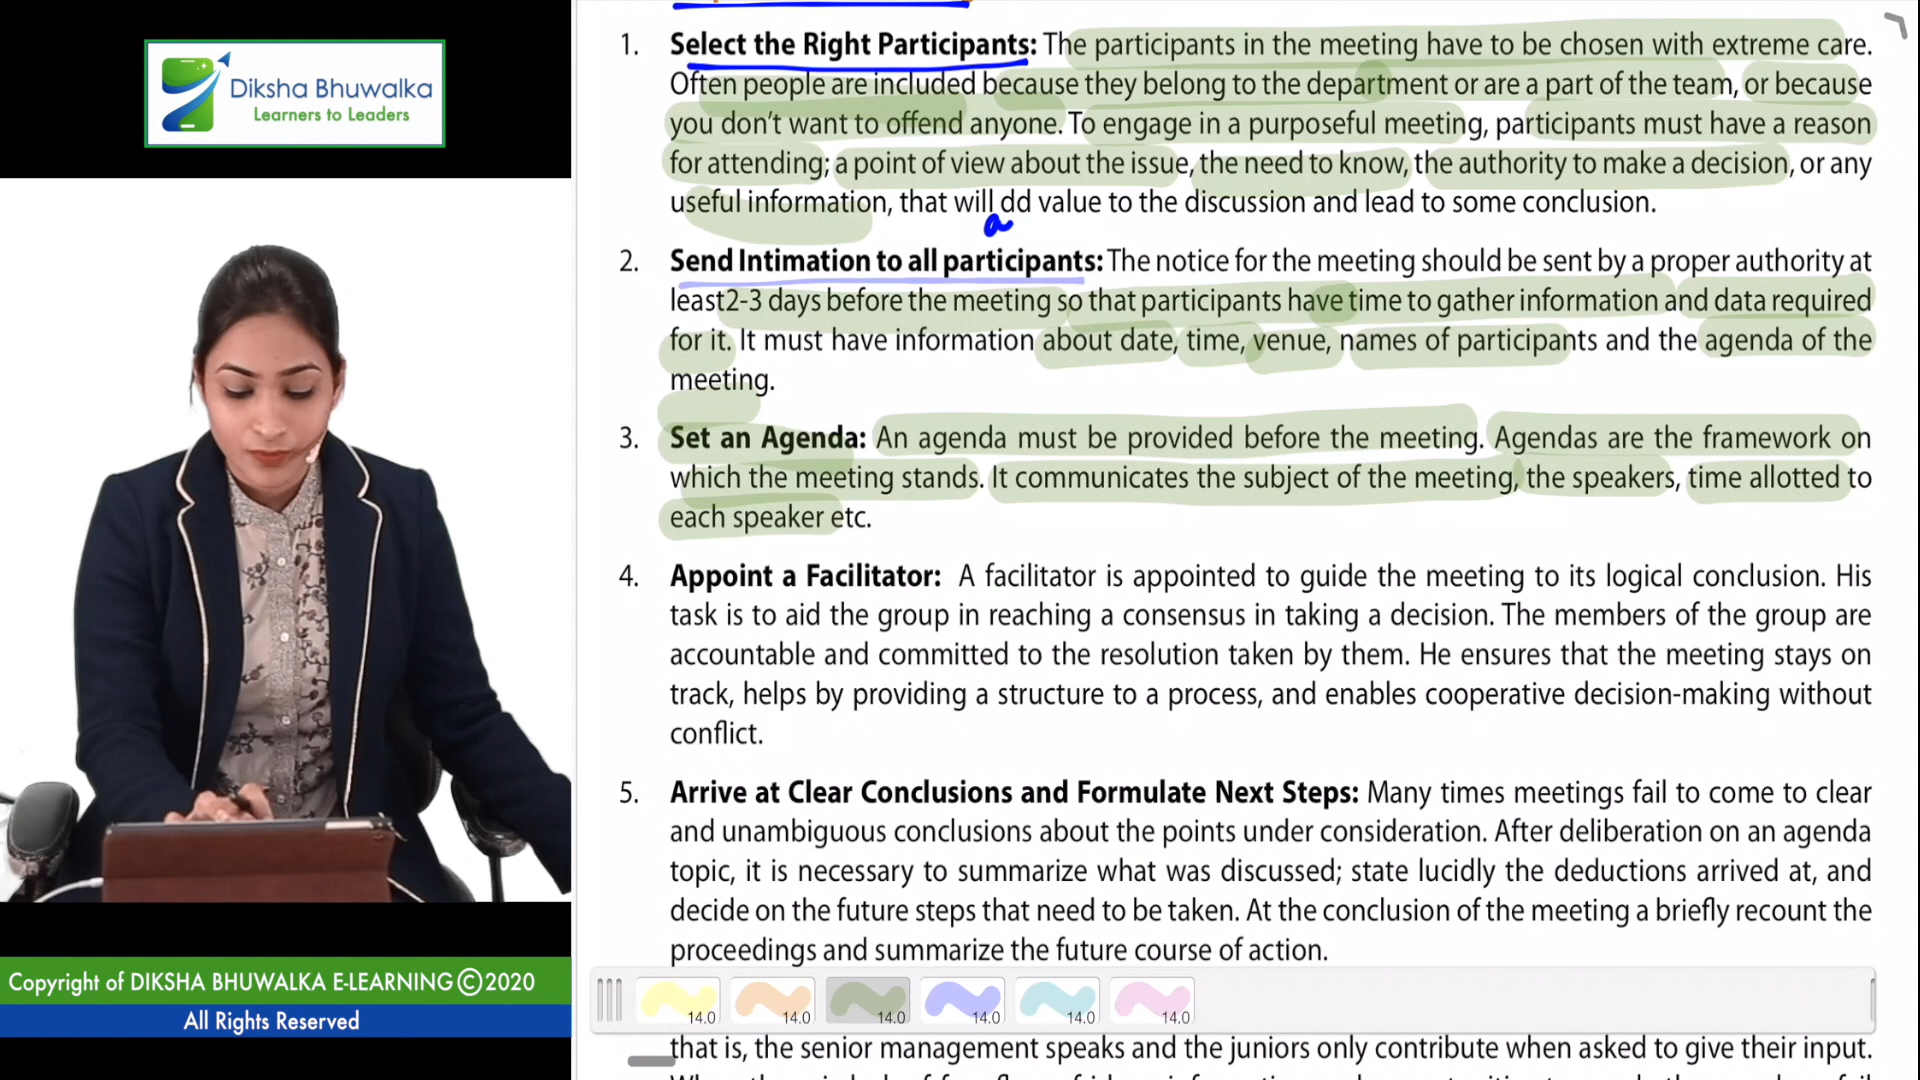 Diksha Bhuwalka
Learners to Leaders
Copyright of DIKSHA BHUWALKA E-LEARNING ©2020
All Rights Reserved
1. Select the Right Participants: The participants in the meeting have to be chosen with extreme care.
Often people are included because they belong to the department or are a part of the team, or because
you don't want to offend anyone. To engage in a purposeful meeting, participants must have a reason
for attending; a point of view about the issue, the need to know, the authority to make a decision, or any
useful information, that will dd value to the discussion and lead to some conclusion.
a
2. Send Intimation to all participants: The notice for the meeting should be sent by a proper authority at
least2-3 days before the meeting so that participants have time to gather information and data required
for it. It must have information about date, time, venue, names of participants and the agenda of the
meeting.
3. Set an Agenda: An agenda must be provided before the meeting. Agendas are the framework on
which the meeting stands. It communicates the subject of the meeting, the speakers, time allotted to
each speaker etc.
4. Appoint a Facilitator: A facilitator is appointed to guide the meeting to its logical conclusion. His
task is to aid the group in reaching a consensus in taking a decision. The members of the group are
accountable and committed to the resolution taken by them. He ensures that the meeting stays on
track, helps by providing a structure to a process, and enables cooperative decision-making without
conflict.
5. Arrive at Clear Conclusions and Formulate Next Steps: Many times meetings fail to come to clear
and unambiguous conclusions about the points under consideration. After deliberation on an agenda
topic, it is necessary to summarize what was discussed; state lucidly the deductions arrived at, and
decide on the future steps that need to be taken. At the conclusion of the meeting a briefly recount the
proceedings and summarize the future course of action.
14.0 14.0 14.0 14.0 14.0 14.0
that is, the senior management speaks and the juniors only contribute when asked to give their input.